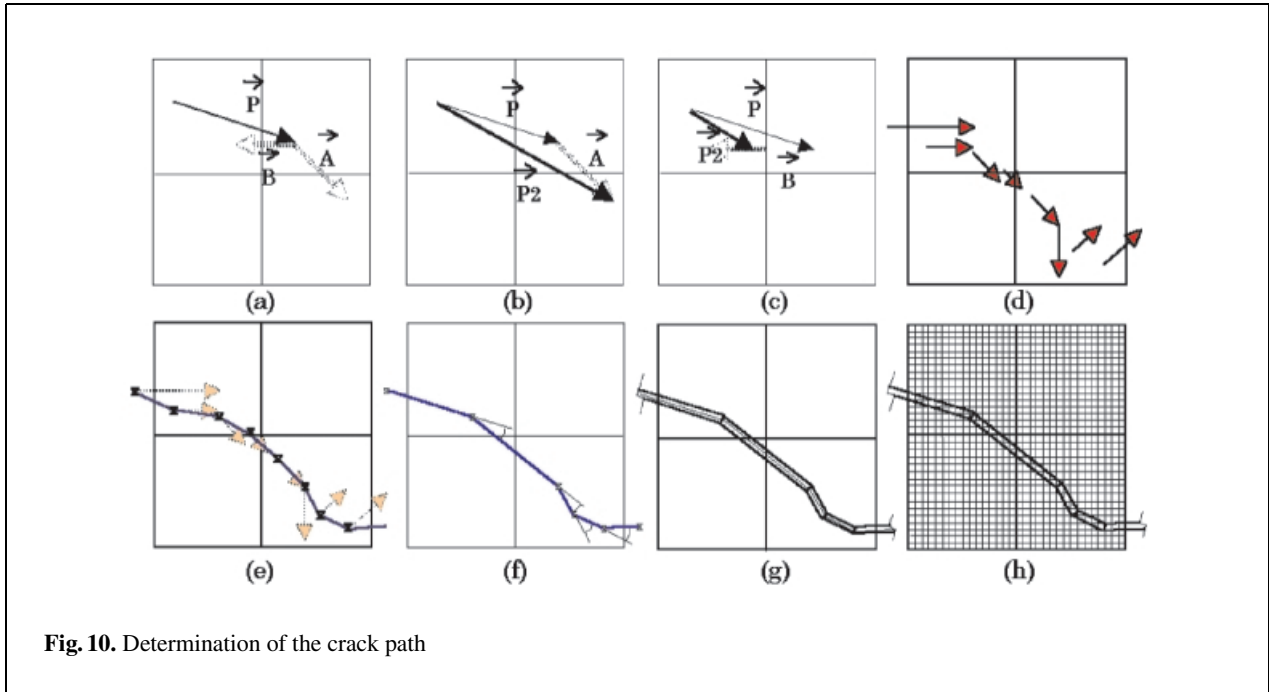 P
A
B
(a)
P
A
P2
(b)
P
P2
B
(c)
(d)
(e)
(f)
(g)
(h)
Fig. 10. Determination of the crack path